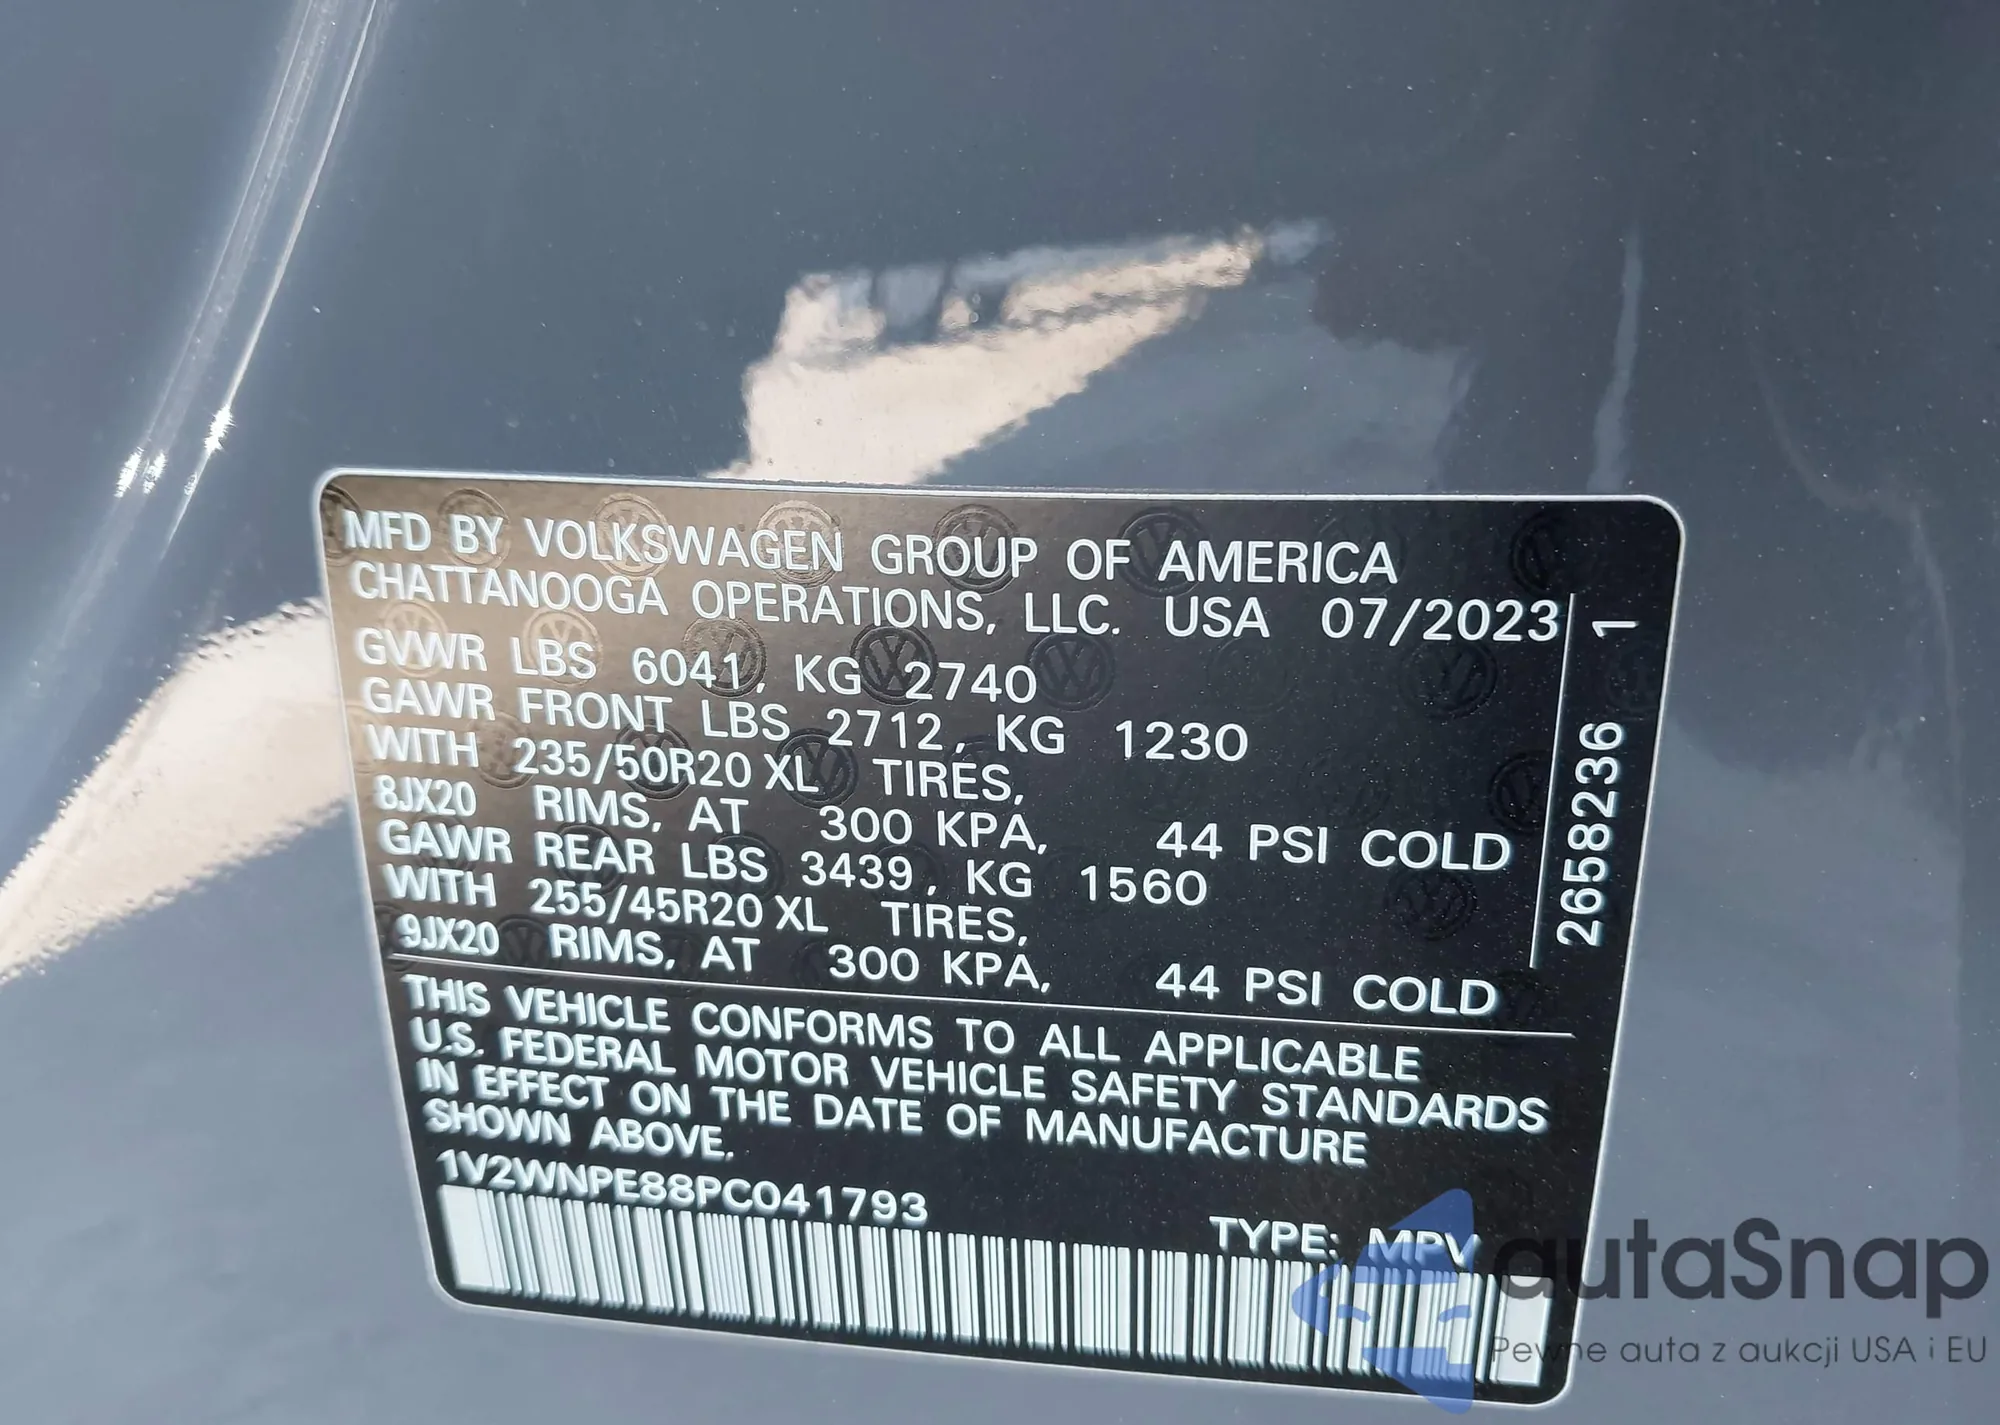 MFD BY VOLKSWAGEN GROUP OF AMERICA
CHATTANOOGA OPERATIONS, LLC. USA 07/2023
GVWR LBS 6041, KG 2740
GAWR FRONT LBS 2712, KG 1230
WITH 235/50R20 XL TIRES,
8JX20 RIMS, AT 300 KPA, 44 PSI COLD
GAWR REAR LBS 3439, KG 1560
WITH 255/45R20 XL TIRES,
9JX20 RIMS, AT 300 KPA, 44 PSI COLD
2658236 1
THIS VEHICLE CONFORMS TO ALL APPLICABLE
U.S. FEDERAL MOTOR VEHICLE SAFETY STANDARDS
IN EFFECT ON THE DATE OF MANUFACTURE
SHOWN ABOVE.
1V2WNPE88PC041793
TYPE: MPV
autaSnap
Pewne auta z aukcji USA i EU